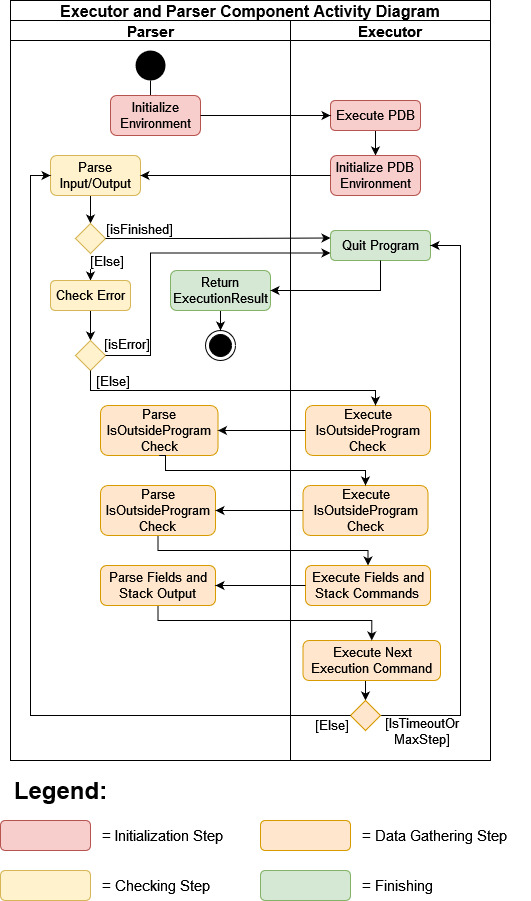 Executor and Parser Component Activity Diagram
Parser
Executor
Initialize
Environment
Execute PDB
Parse
Input/Output
Initialize PDB
Environment
[isFinished]
Quit Program
[Else]
Check Error
Return
ExecutionResult
[isError]
[Else]
Parse
IsOutsideProgram
Check
Execute
IsOutsideProgram
Check
Parse
IsOutsideProgram
Check
Execute
IsOutsideProgram
Check
Parse Fields and
Stack Output
Execute Fields and
Stack Commands
Execute Next
Execution Command
[Else]
[IsTimeoutOr
MaxStep]
Legend:
= Initialization Step
= Data Gathering Step
= Checking Step
= Finishing